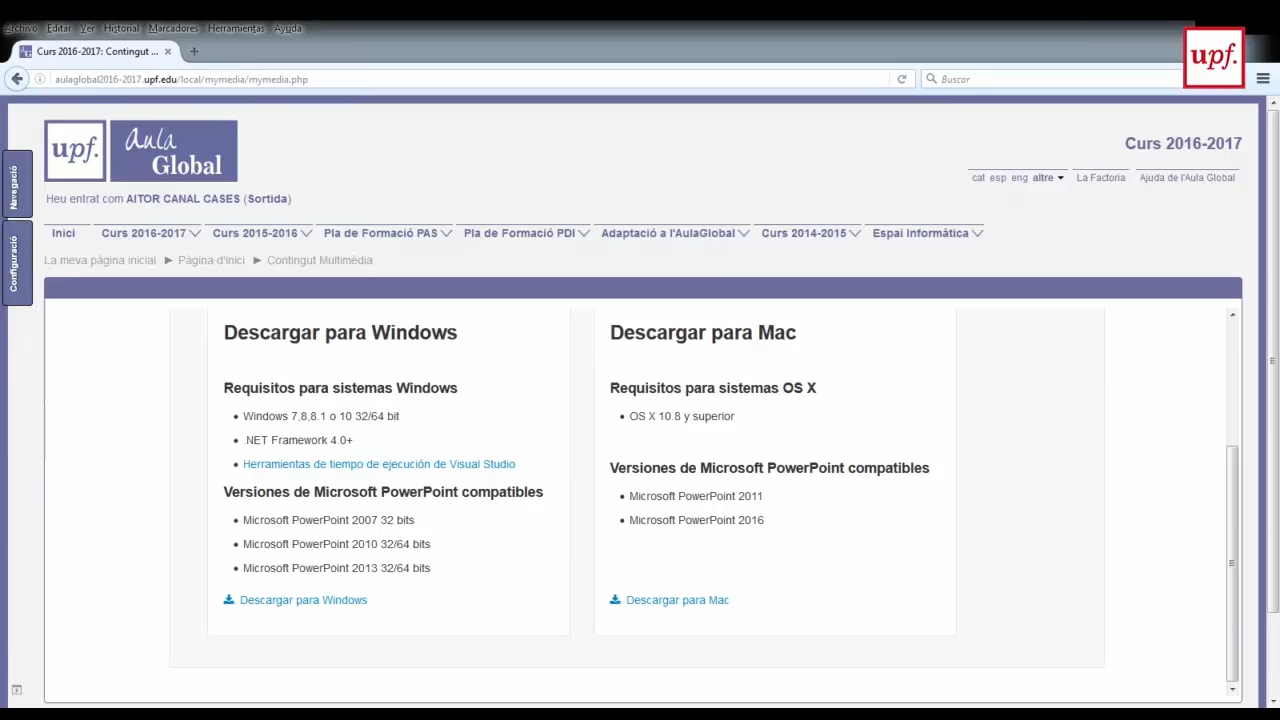 Archivo Editar Ver Historial Marcadores Herramientas Ayuda
Curs 2016-2017: Contingut ...
aulaglobal2016-2017.upf.edu/local/mymedia/mymedia.php
Buscar
upf.
upf. Aula Global
Curs 2016-2017
cat esp eng altre La Factoria Ajuda de l'Aula Global
Heu entrat com AITOR CANAL CASES (Sortida)
Navegació
Configuració
Inici Curs 2016-2017 Curs 2015-2016 Pla de Formació PAS Pla de Formació PDI Adaptació a l'AulaGlobal Curs 2014-2015 Espai Informàtica
La meva pàgina inicial ► Pàgina d'inici ► Contingut Multimèdia
Descargar para Windows
Requisitos para sistemas Windows
• Windows 7,8,8.1 o 10 32/64 bit
• .NET Framework 4.0+
• Herramientas de tiempo de ejecución de Visual Studio
Versiones de Microsoft PowerPoint compatibles
• Microsoft PowerPoint 2007 32 bits
• Microsoft PowerPoint 2010 32/64 bits
• Microsoft PowerPoint 2013 32/64 bits
Descargar para Windows
Descargar para Mac
Requisitos para sistemas OS X
• OS X 10.8 y superior
Versiones de Microsoft PowerPoint compatibles
• Microsoft PowerPoint 2011
• Microsoft PowerPoint 2016
Descargar para Mac